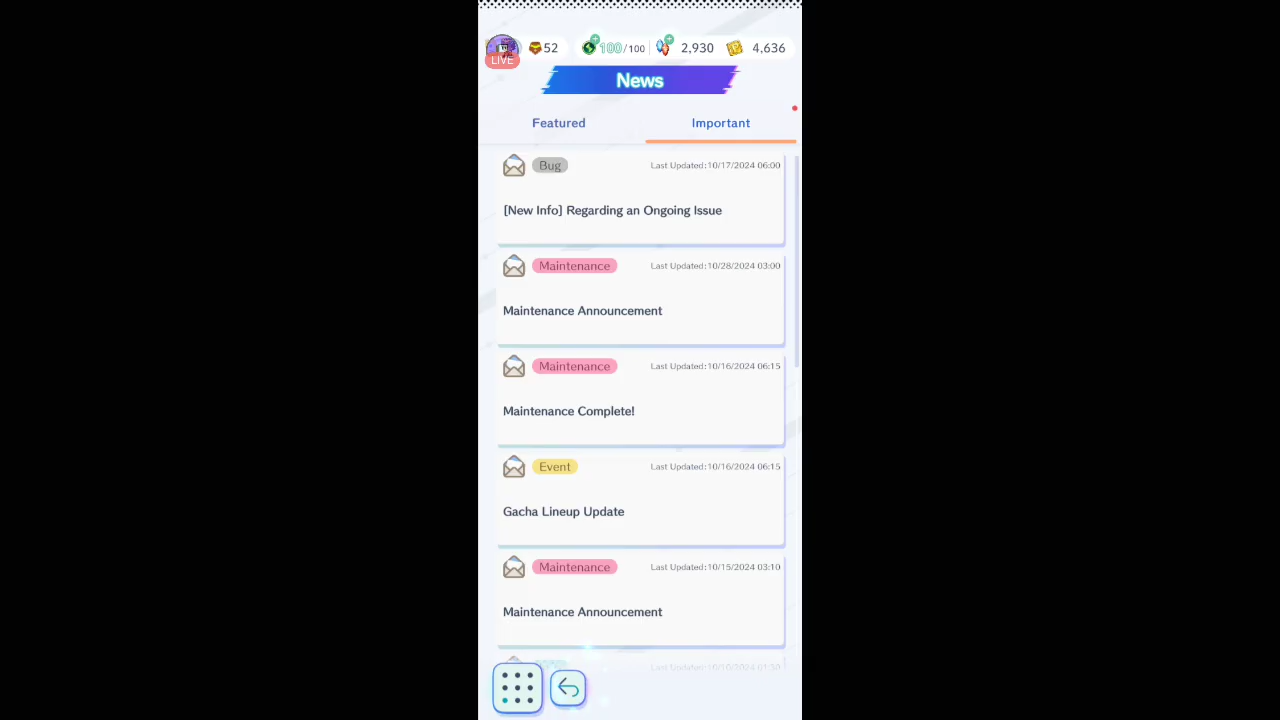 LIVE
52
100/100
2,930
4,636
News
Featured
Important
Bug
Last Updated:10/17/2024 06:00
[New Info] Regarding an Ongoing Issue
Maintenance
Last Updated:10/28/2024 03:00
Maintenance Announcement
Maintenance
Last Updated:10/16/2024 06:15
Maintenance Complete!
Event
Last Updated:10/16/2024 06:15
Gacha Lineup Update
Maintenance
Last Updated:10/15/2024 03:10
Maintenance Announcement